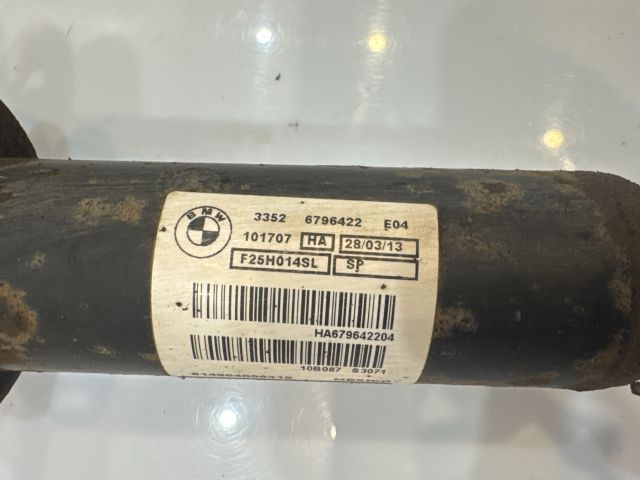 BMW
3352 6796422 E04
101707 HA 28/03/13
F25H014SL SP
HA679642204
10B087 S3071